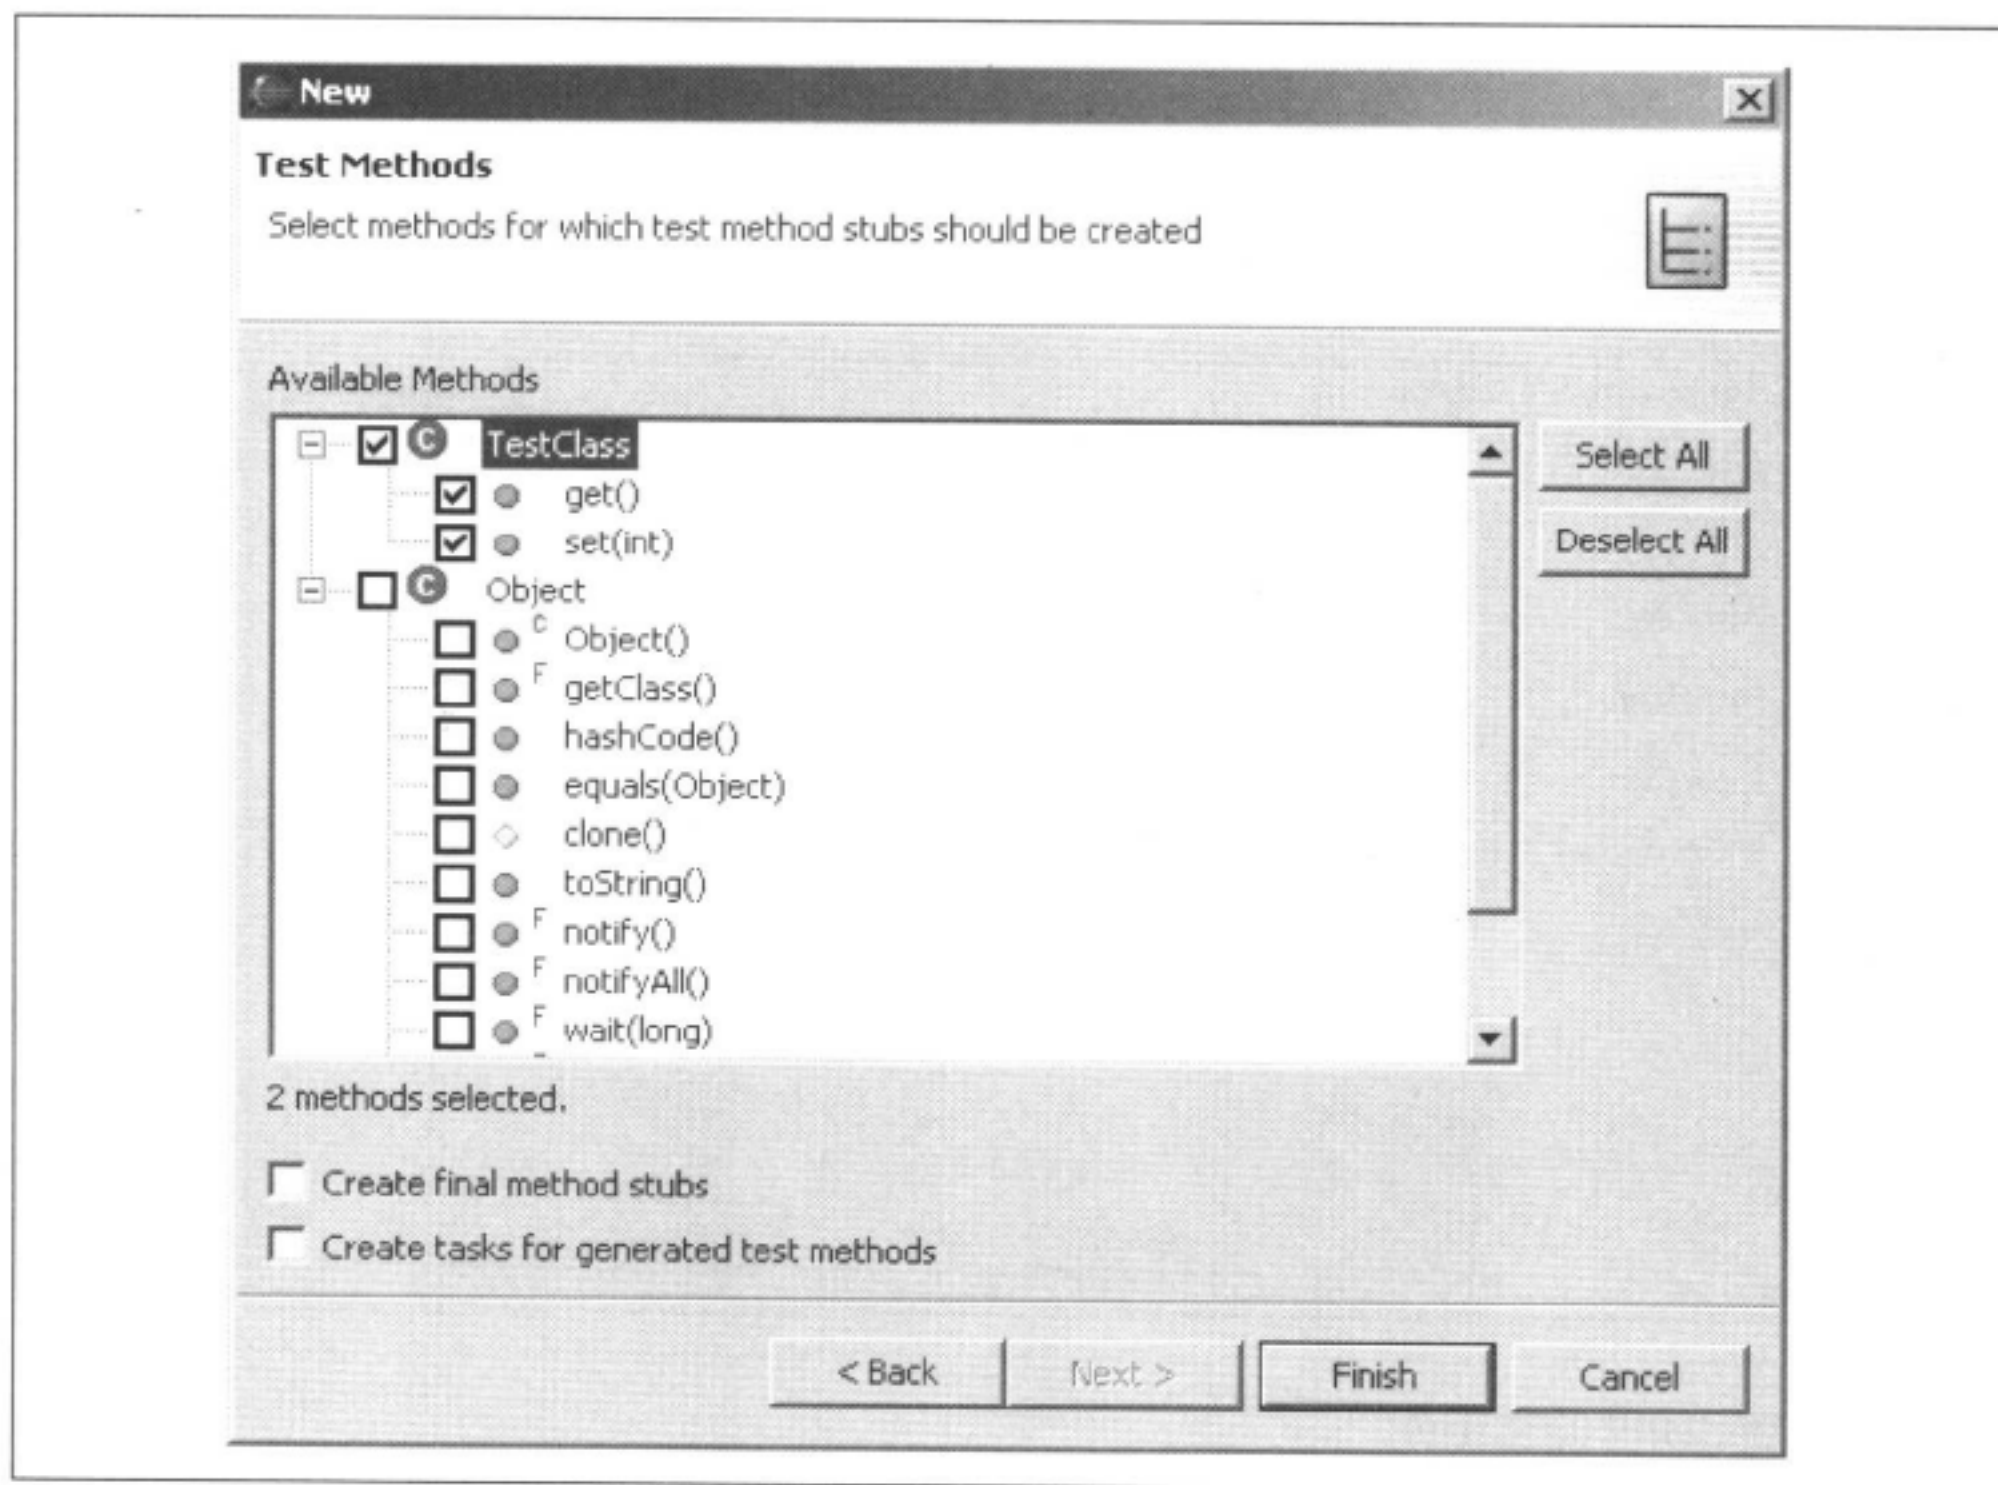 New
Test Methods
Select methods for which test method stubs should be created
Available Methods
TestClass
get()
set(int)
Object
C Object()
F getClass()
hashCode()
equals(Object)
clone()
toString()
F notify()
F notifyAll()
F wait(long)
Select All
Deselect All
2 methods selected.
Create final method stubs
Create tasks for generated test methods
< Back Next > Finish Cancel